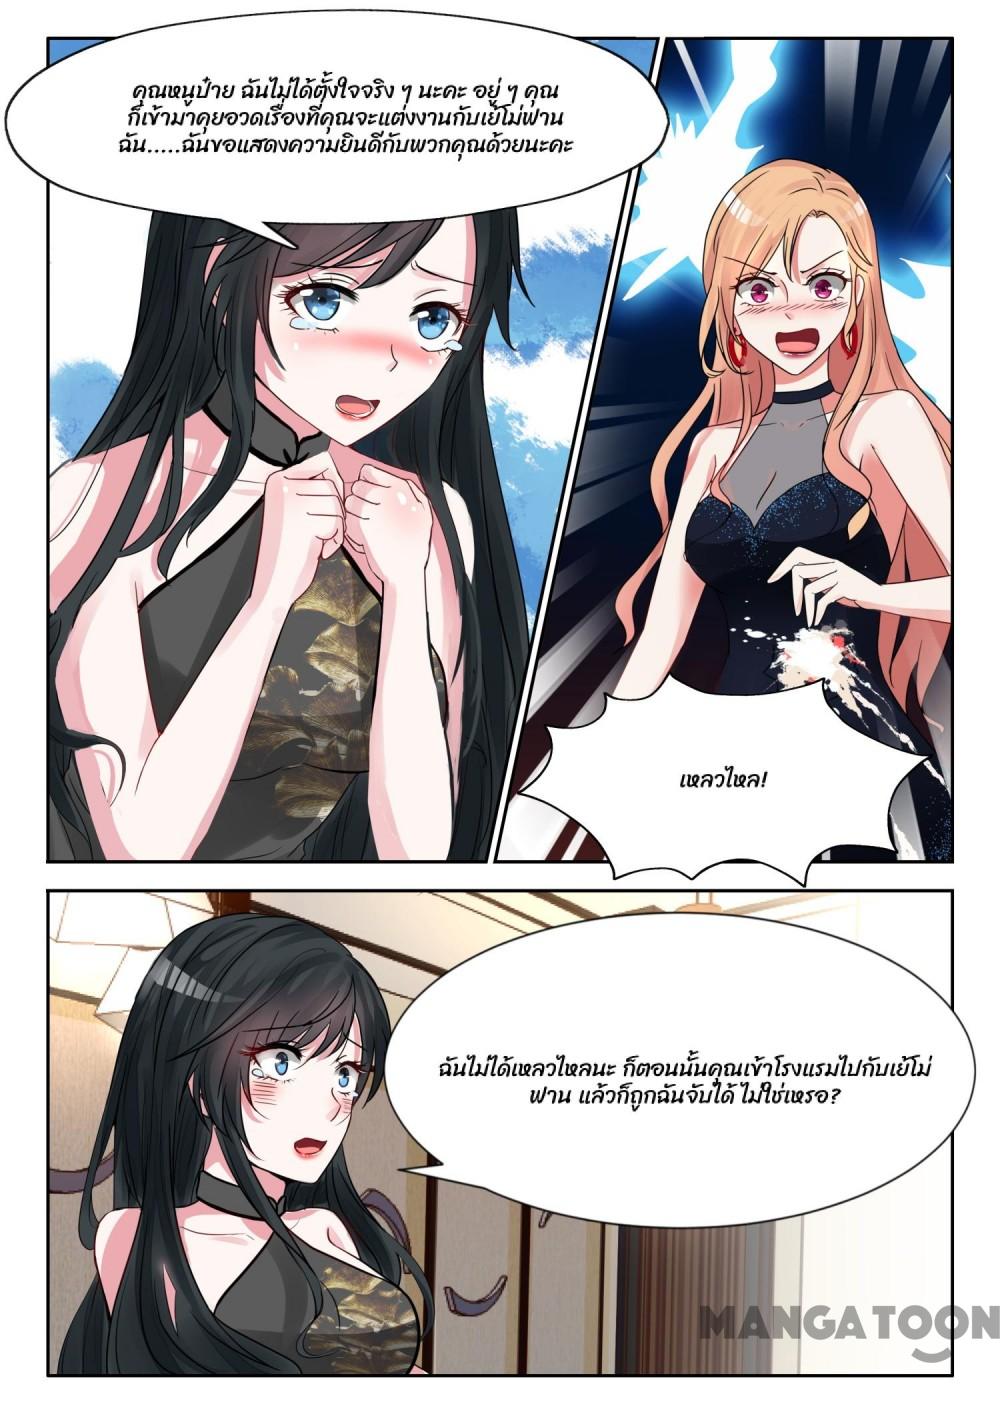 คุณหนูป๋าย ฉันไม่ได้ตั้งใจจริง ๆ นะคะ อยู่ ๆ คุณ
ก็เข้ามาคุยอวดเรื่องที่คุณจะแต่งงานกับเย้โม่ฟาน
ฉัน.....ฉันขอแสดงความยินดีกับพวกคุณด้วยนะคะ
เหลวไหล!
ฉันไม่ได้เหลวไหลนะ ก็ตอนนั้นคุณเข้าโรงแรมไปกับเย้โม่
ฟาน แล้วก็ถูกฉันจับได้ ไม่ใช่เหรอ?
MANGATOON